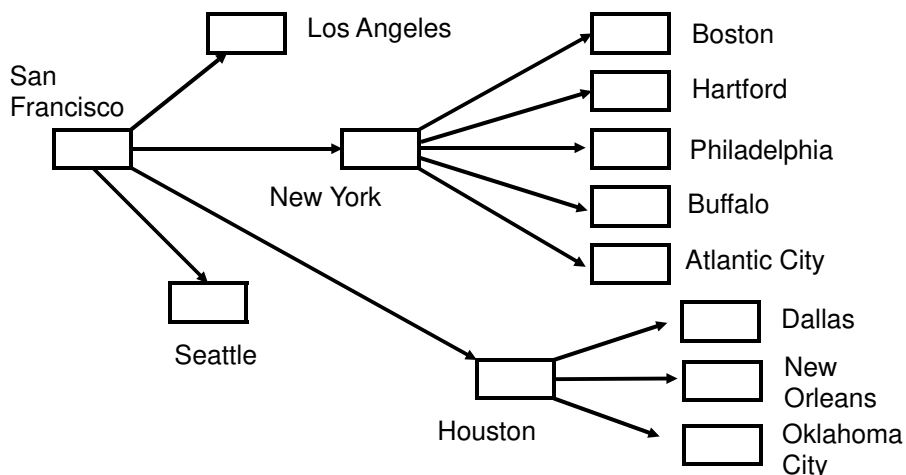 Los Angeles
San
Francisco
New York
Seattle
Boston
Hartford
Philadelphia
Buffalo
Atlantic City
Houston
Dallas
New
Orleans
Oklahoma
City